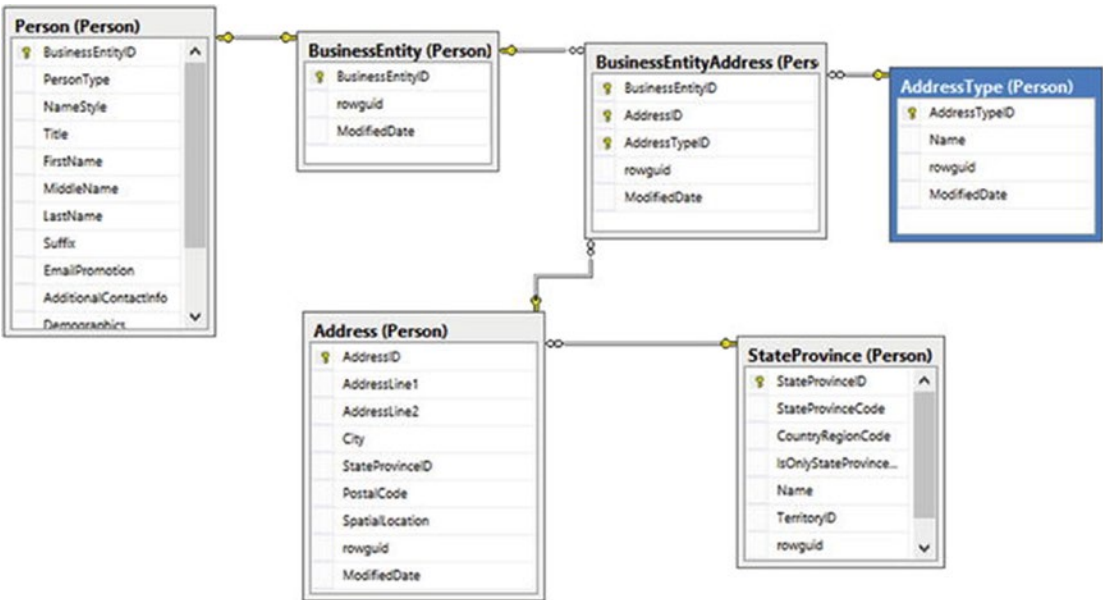 Person (Person)
BusinessEntityID
PersonType
NameStyle
Title
FirstName
MiddleName
LastName
Suffix
EmailPromotion
AdditionalContactInfo
Demographics
BusinessEntity (Person)
BusinessEntityID
rowguid
ModifiedDate
BusinessEntityAddress (Pers
BusinessEntityID
AddressID
AddressTypeID
rowguid
ModifiedDate
AddressType (Person)
AddressTypeID
Name
rowguid
ModifiedDate
Address (Person)
AddressID
AddressLine1
AddressLine2
City
StateProvinceID
PostalCode
SpatialLocation
rowguid
ModifiedDate
StateProvince (Person)
StateProvinceID
StateProvinceCode
CountryRegionCode
IsOnlyStateProvince...
Name
TerritoryID
rowguid